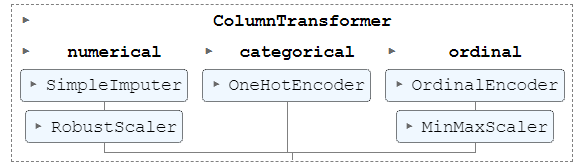 ColumnTransformer
numerical categorical ordinal
SimpleImputer OneHotEncoder OrdinalEncoder
RobustScaler MinMaxScaler